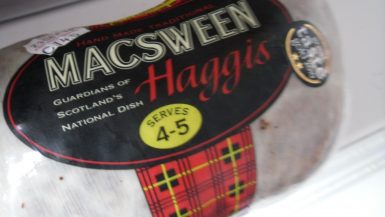 HAND MADE TRADITIONAL
MACSWEEN
Haggis
GUARDIANS OF
SCOTLAND'S
NATIONAL DISH
SERVES
4-5